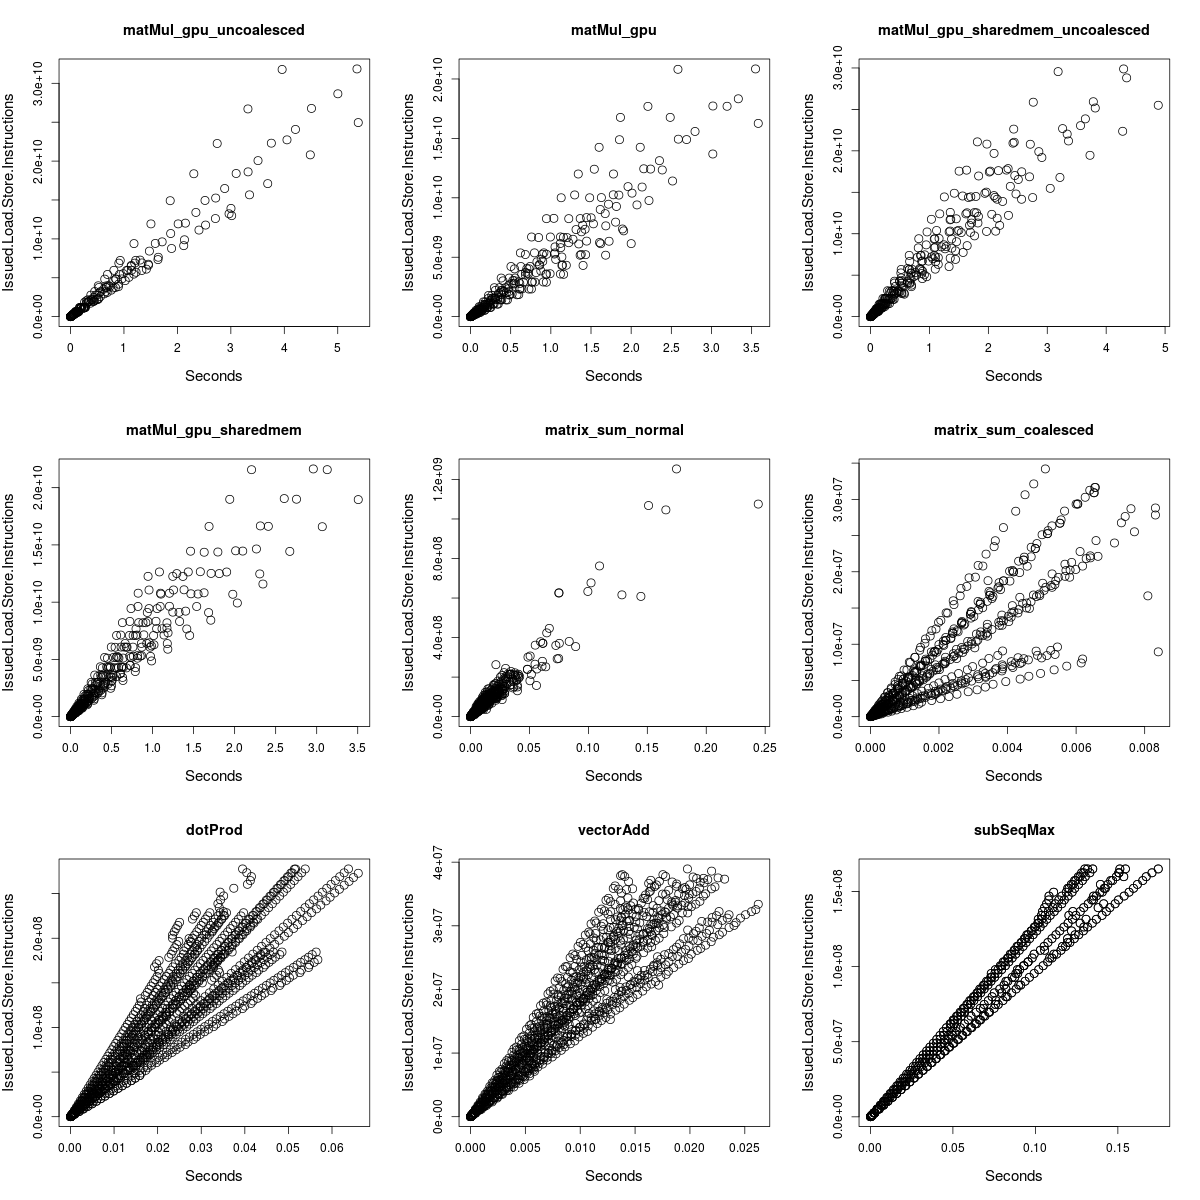 matMul_gpu_uncoalesced
Issued.Load.Store.Instructions
0.0e+00 1.0e+10 2.0e+10 3.0e+10
0 1 2 3 4 5
Seconds
matMul_gpu
Issued.Load.Store.Instructions
0.0e+00 5.0e+09 1.0e+10 1.5e+10 2.0e+10
0.0 0.5 1.0 1.5 2.0 2.5 3.0 3.5
Seconds
matMul_gpu_sharedmem_uncoalesced
Issued.Load.Store.Instructions
0.0e+00 1.0e+10 2.0e+10 3.0e+10
0 1 2 3 4 5
Seconds
matMul_gpu_sharedmem
Issued.Load.Store.Instructions
0.0e+00 5.0e+09 1.0e+10 1.5e+10 2.0e+10
0.0 0.5 1.0 1.5 2.0 2.5 3.0 3.5
Seconds
matrix_sum_normal
Issued.Load.Store.Instructions
0.0e+00 4.0e+08 8.0e+08 1.2e+09
0.00 0.05 0.10 0.15 0.20 0.25
Seconds
matrix_sum_coalesced
Issued.Load.Store.Instructions
0.0e+00 1.0e+07 2.0e+07 3.0e+07
0.000 0.002 0.004 0.006 0.008
Seconds
dotProd
Issued.Load.Store.Instructions
0.0e+00 1.0e+08 2.0e+08
0.00 0.01 0.02 0.03 0.04 0.05 0.06
Seconds
vectorAdd
Issued.Load.Store.Instructions
0e+00 1e+07 2e+07 3e+07 4e+07
0.000 0.005 0.010 0.015 0.020 0.025
Seconds
subSeqMax
Issued.Load.Store.Instructions
0.0e+00 5.0e+07 1.0e+08 1.5e+08
0.00 0.05 0.10 0.15
Seconds